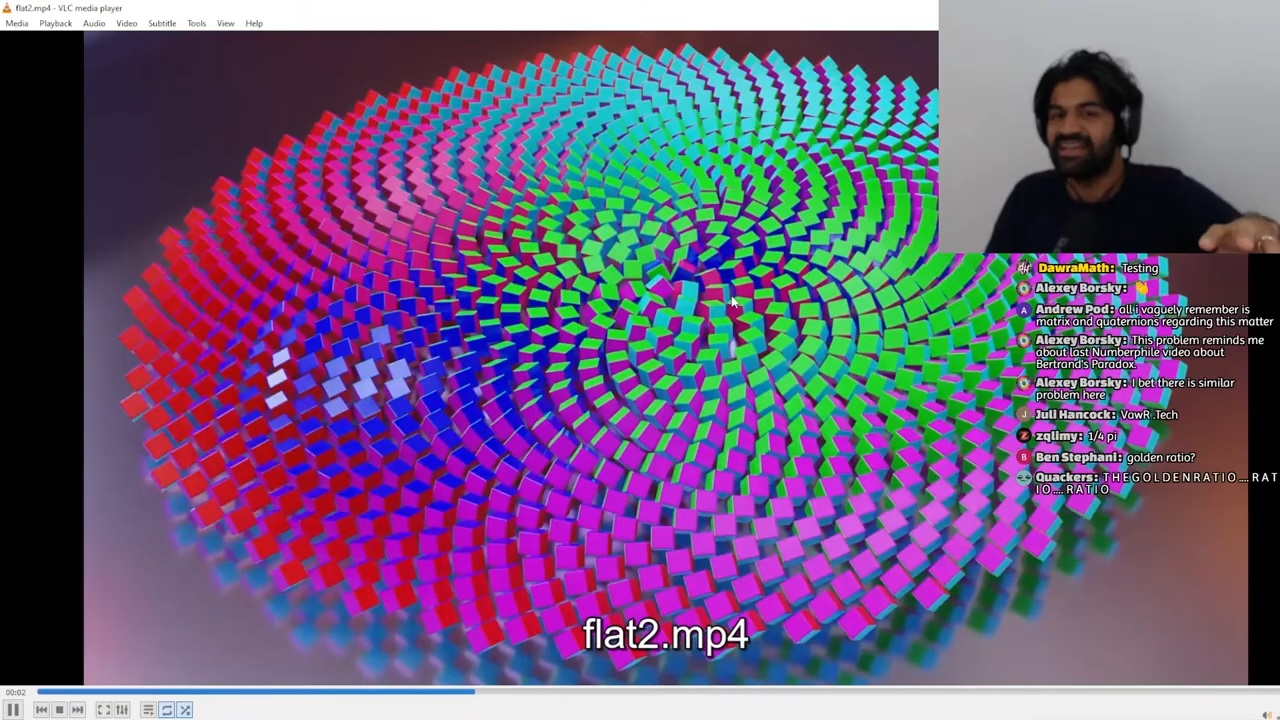 flat2.mp4 - VLC media player
Media Playback Audio Video Subtitle Tools View Help
DawraMath: Testing
Alexey Borsky: 👋
Andrew Pod: all i vaguely remember is
matrix and quaternions regarding this matter
Alexey Borsky: This problem reminds me
about last Numberphile video about
Bertrand's Paradox.
Alexey Borsky: I bet there is similar
problem here
Juli Hancock: VawR .Tech
zqlimy: 1/4 pi
Ben Stephani: golden ratio?
Quackers: T H E G O L D E N R A T I O .... R A T
I O .... R A T I O
flat2.mp4
00:02